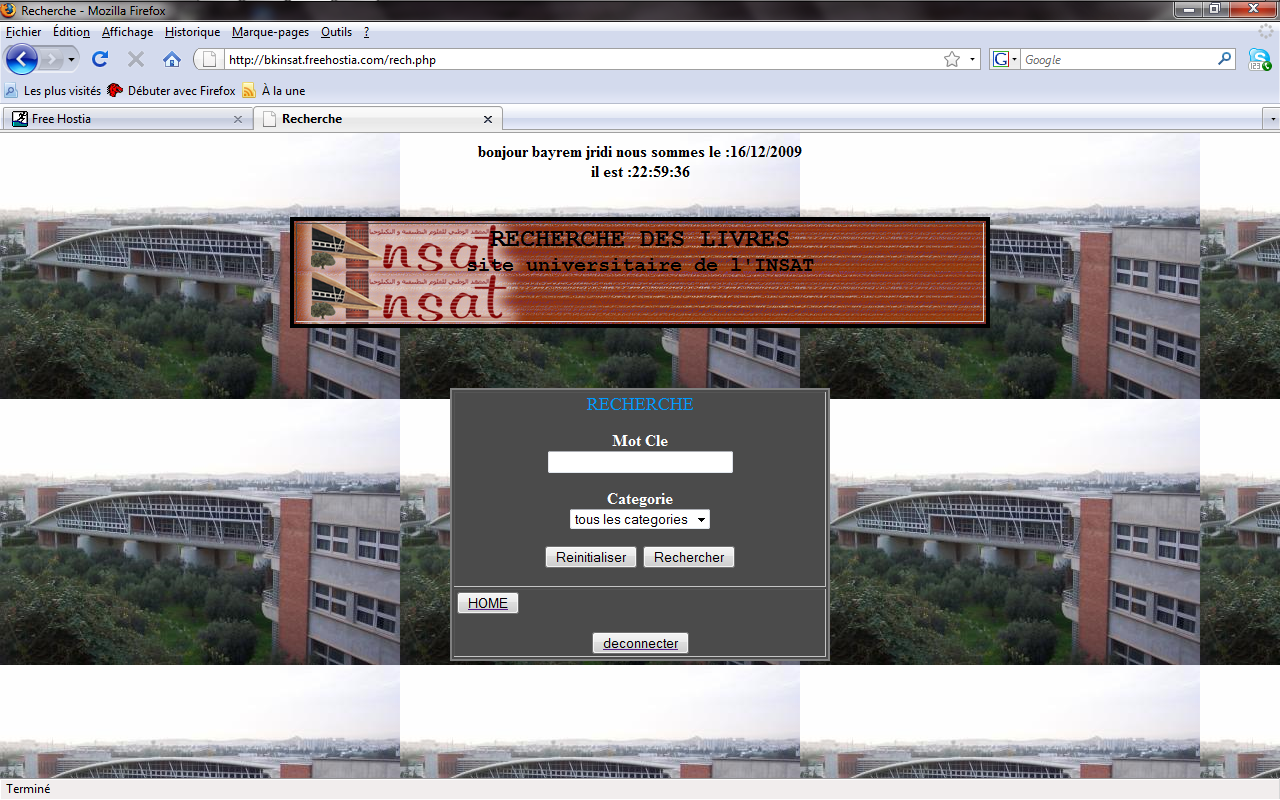 Recherche - Mozilla Firefox
Fichier Édition Affichage Historique Marque-pages Outils ?
http://bkinsat.freehostia.com/rech.php
G Google
Les plus visités Débuter avec Firefox À la une
Free Hostia Recherche
bonjour bayrem jridi nous sommes le :16/12/2009
il est :22:59:36
nsat
RECHERCHE DES LIVRES
site universitaire de l'INSAT
nsat
RECHERCHE
Mot Cle
Categorie
tous les categories
Reinitialiser Rechercher
HOME
deconnecter
Terminé